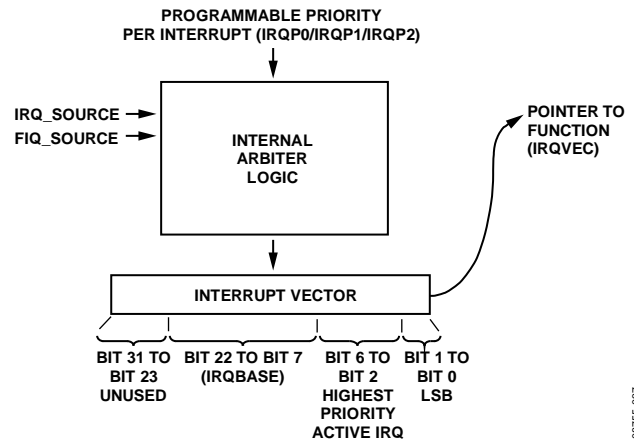 PROGRAMMABLE PRIORITY
PER INTERRUPT (IRQP0/IRQP1/IRQP2)
IRQ_SOURCE
FIQ_SOURCE
INTERNAL
ARBITER
LOGIC
POINTER TO
FUNCTION
(IRQVEC)
INTERRUPT VECTOR
BIT 31 TO
BIT 23
UNUSED
BIT 22 TO BIT 7
(IRQBASE)
BIT 6 TO
BIT 2
HIGHEST
PRIORITY
ACTIVE IRQ
BIT 1 TO
BIT 0
LSB